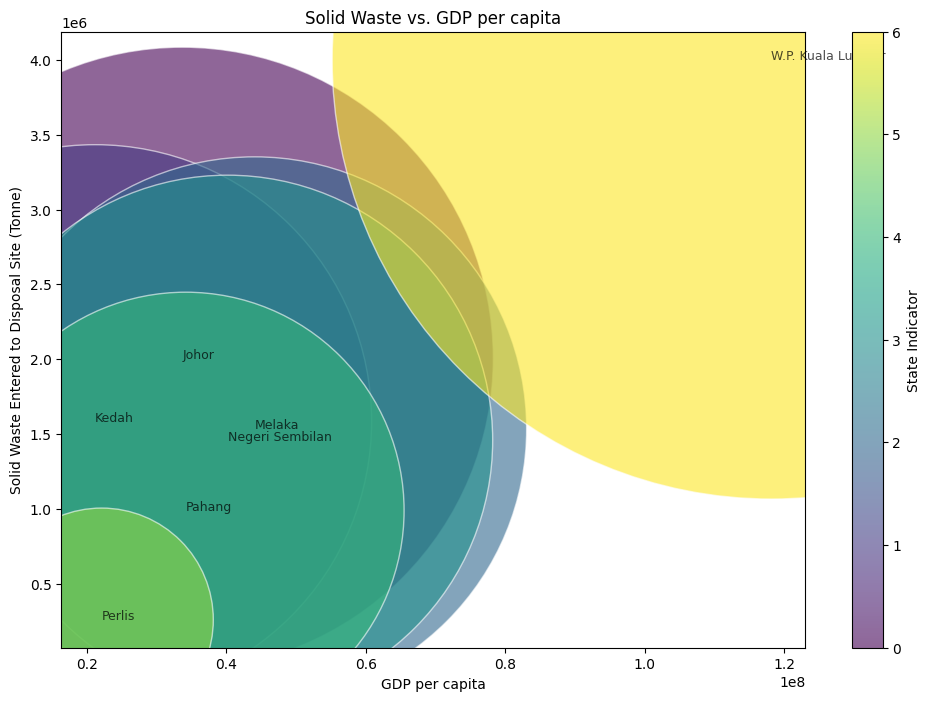 Solid Waste vs. GDP per capita
1e6
4.0
3.5
3.0
2.5
2.0
1.5
1.0
0.5
Solid Waste Entered to Disposal Site (Tonne)
W.P. Kuala Lu
Johor
Kedah
Melaka
Negeri Sembilan
Pahang
Perlis
0.2
0.4
0.6
0.8
1.0
1.2
1e8
GDP per capita
6
5
4
3
2
1
0
State Indicator